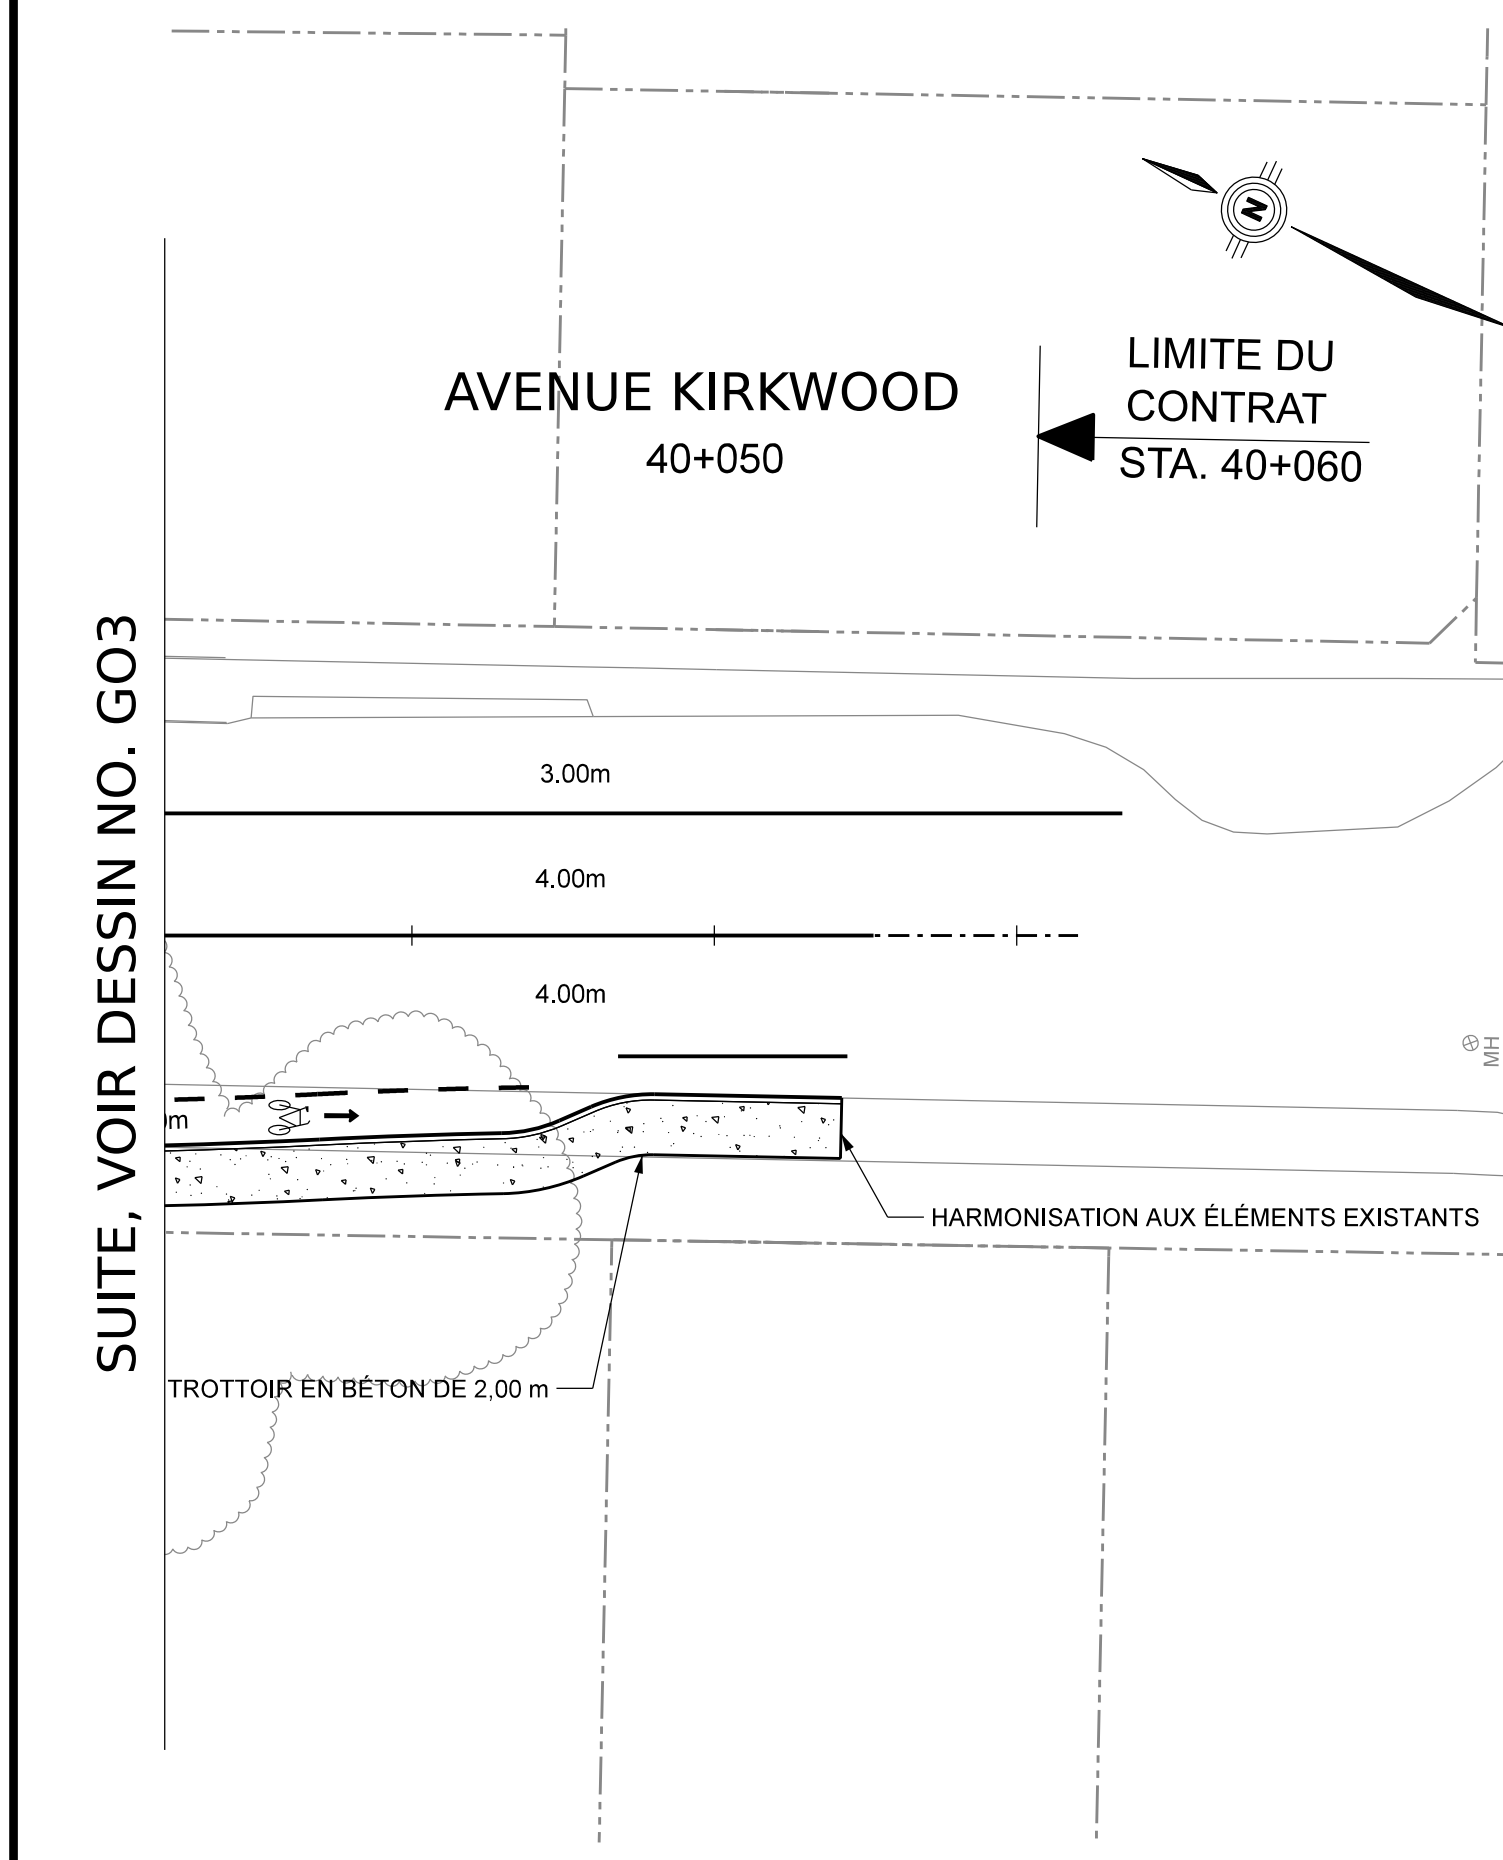 N
LIMITE DU
CONTRAT
STA. 40+060
AVENUE KIRKWOOD
40+050
SUITE, VOIR DESSIN NO. GO3
3.00m
4.00m
4.00m
MH
m
HARMONISATION AUX ÉLÉMENTS EXISTANTS
TROTTOIR EN BÉTON DE 2,00 m